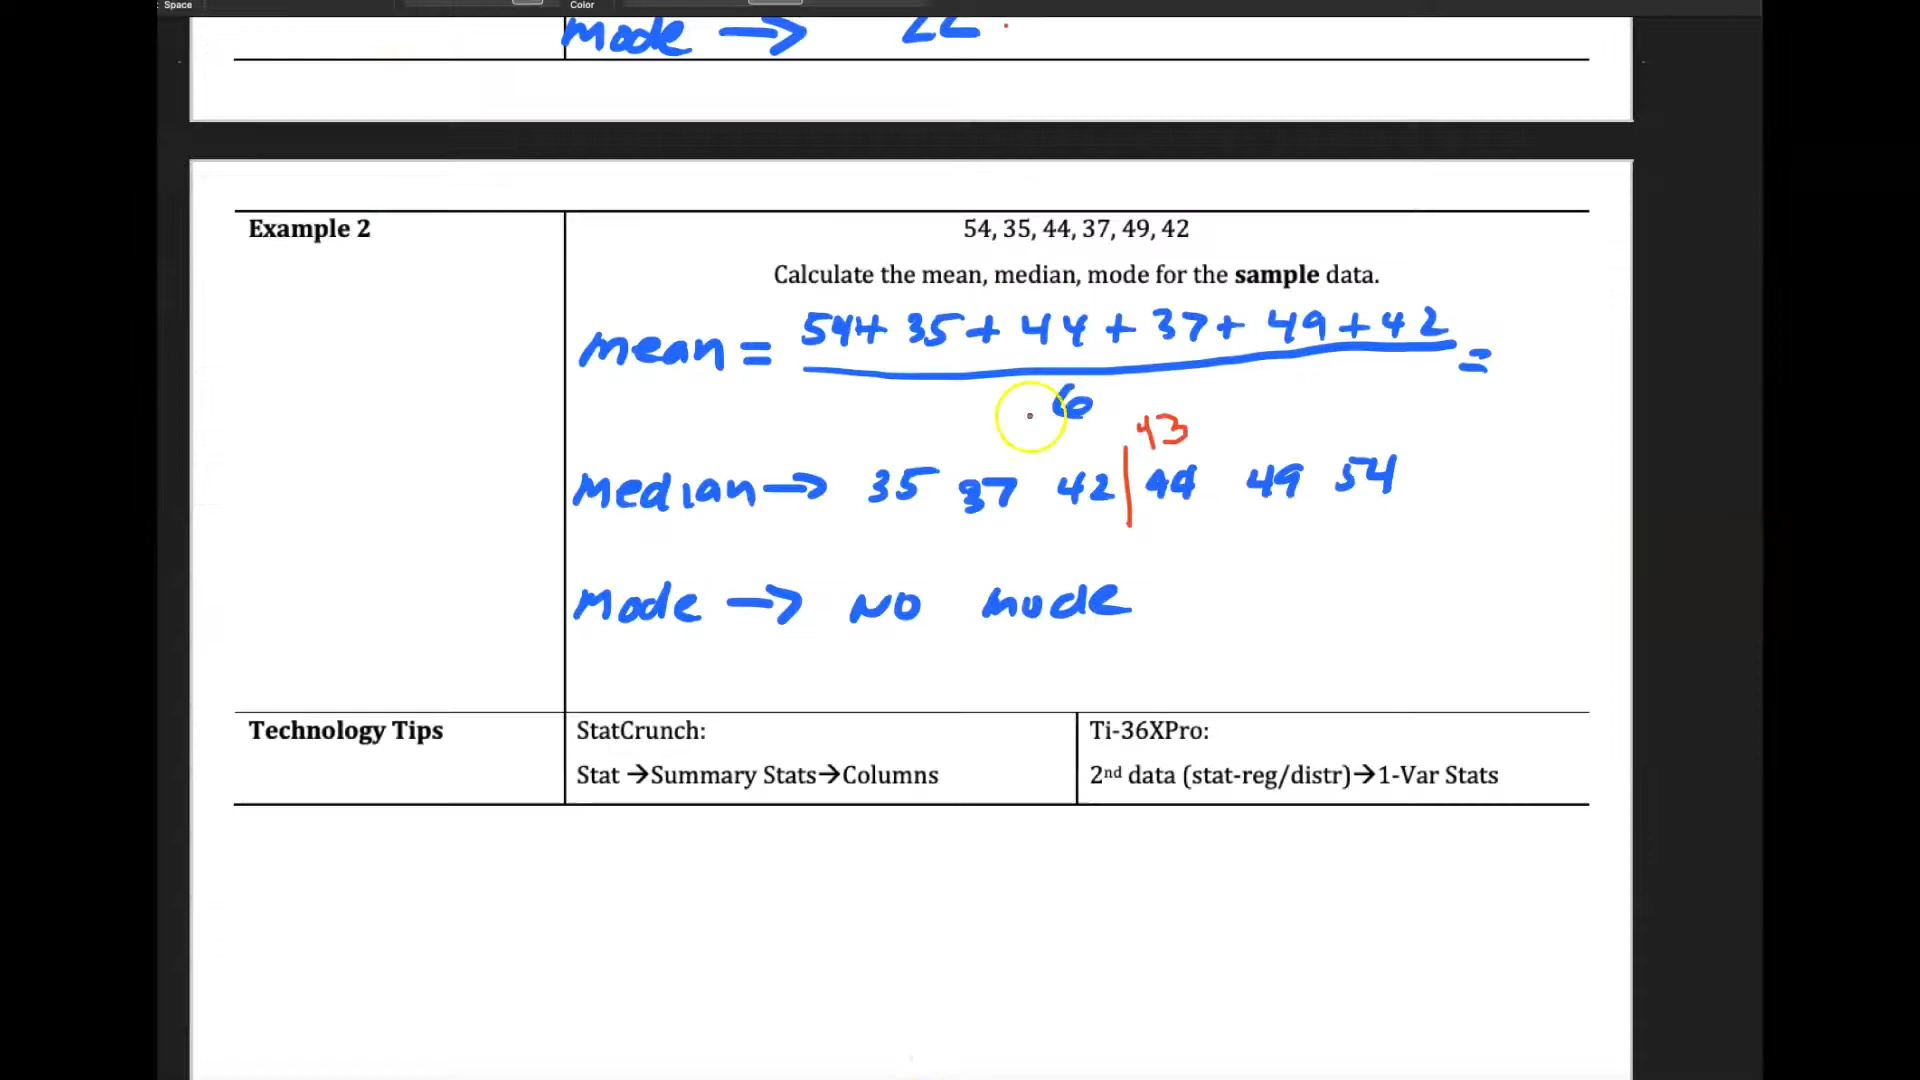 Space Color
mode → 22.
Example 2
54, 35, 44, 37, 49, 42
Calculate the mean, median, mode for the sample data.
mean = 54+ 35 + 44 + 37 + 49 + 42 =
6
43
median → 35 37 42 | 44 49 54
mode → no mode
Technology Tips
StatCrunch:
Stat →Summary Stats→Columns
Ti-36XPro:
2nd data (stat-reg/distr)→1-Var Stats